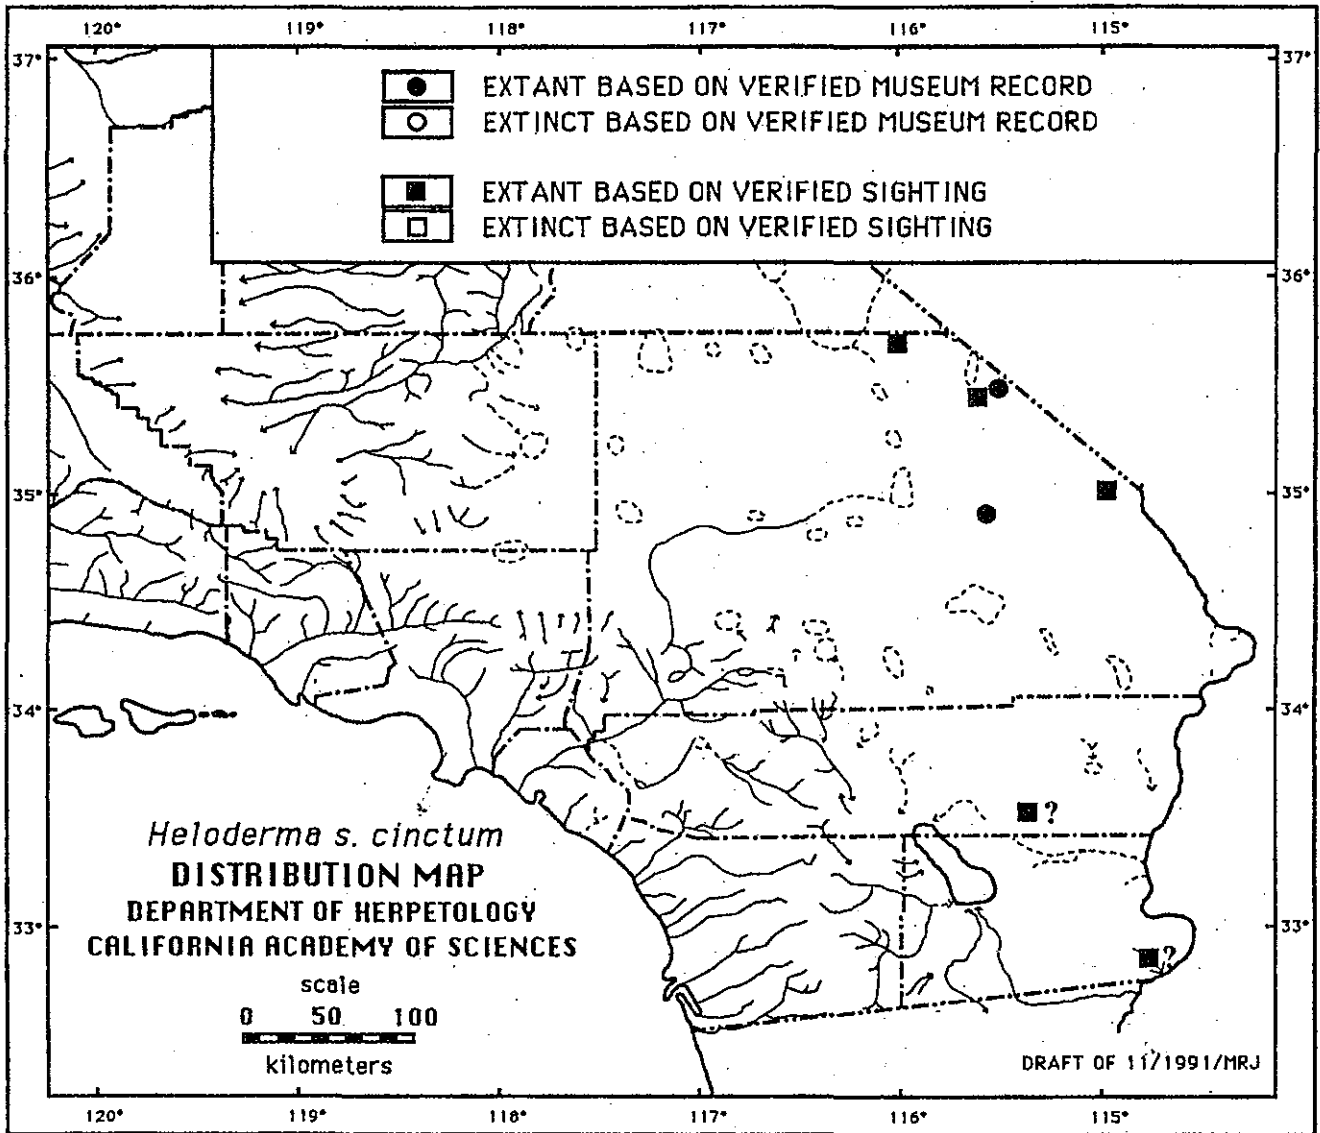 120° 119° 118° 117° 116° 115°
37° 37°
EXTANT BASED ON VERIFIED MUSEUM RECORD
EXTINCT BASED ON VERIFIED MUSEUM RECORD
EXTANT BASED ON VERIFIED SIGHTING
EXTINCT BASED ON VERIFIED SIGHTING
36° 36°
35° 35°
34° 34°
?
Heloderma s. cinctum
DISTRIBUTION MAP
DEPARTMENT OF HERPETOLOGY
CALIFORNIA ACADEMY OF SCIENCES
33° 33°
?
scale
0 50 100
kilometers
DRAFT OF 11/1991/MRJ
120° 119° 118° 117° 116° 115°